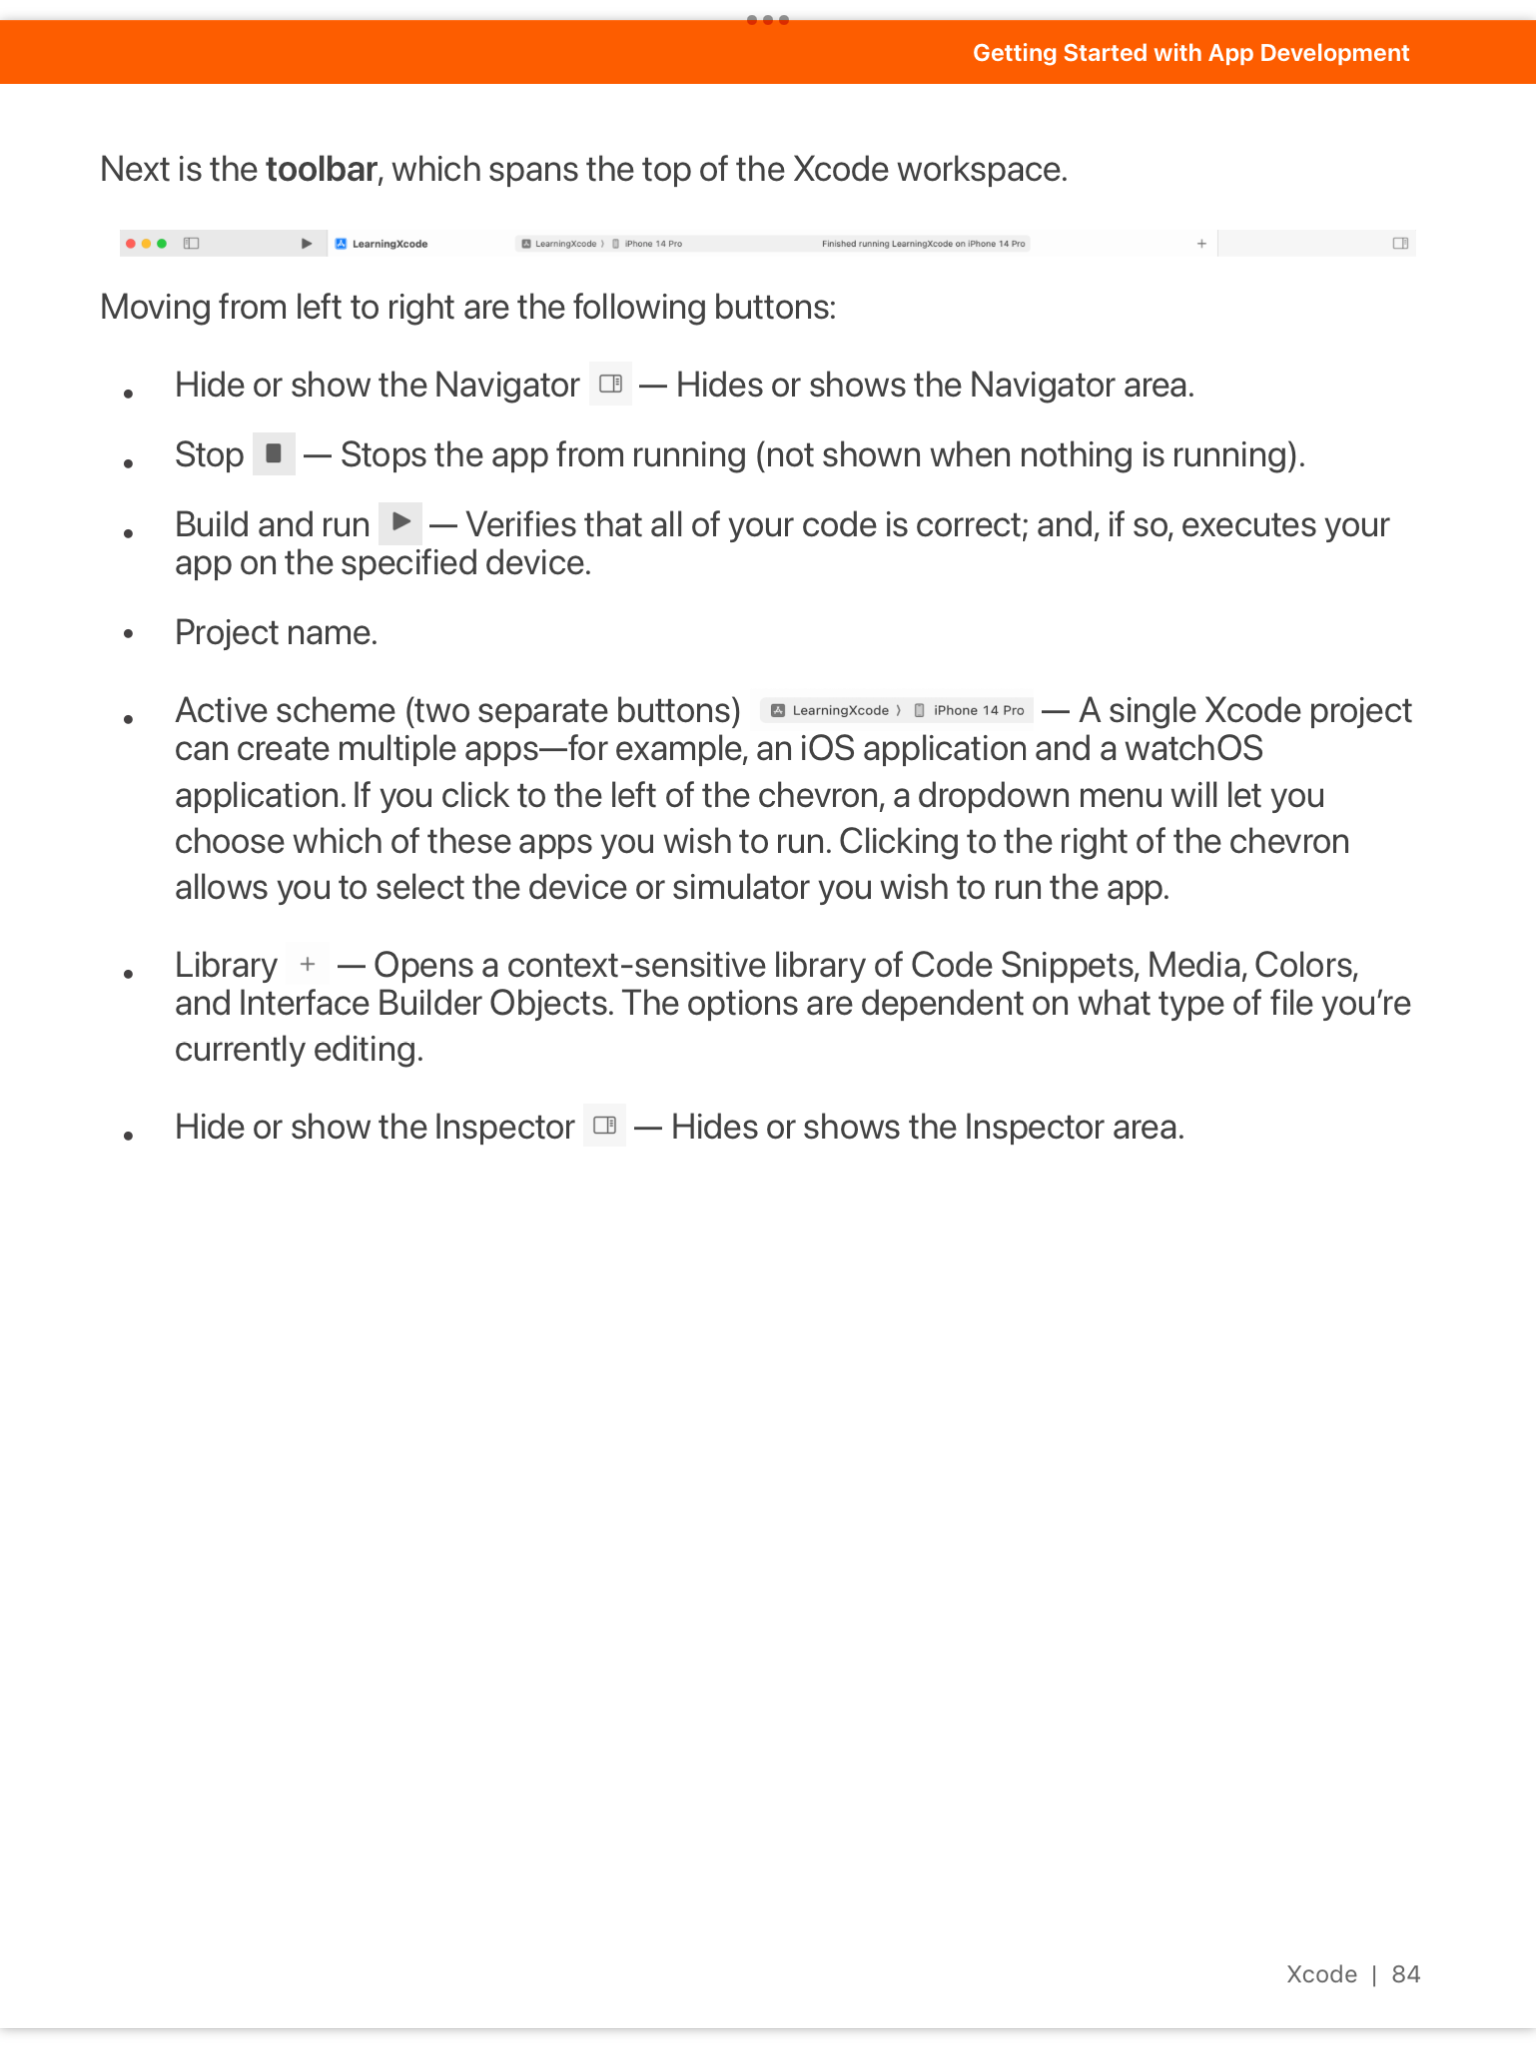 Getting Started with App Development
Next is the toolbar, which spans the top of the Xcode workspace.
LearningXcode LearningXcode 〉 iPhone 14 Pro Finished running LearningXcode on iPhone 14 Pro +
Moving from left to right are the following buttons:
• Hide or show the Navigator — Hides or shows the Navigator area.
• Stop — Stops the app from running (not shown when nothing is running).
• Build and run — Verifies that all of your code is correct; and, if so, executes your
app on the specified device.
• Project name.
• Active scheme (two separate buttons) LearningXcode 〉 iPhone 14 Pro — A single Xcode project
can create multiple apps—for example, an iOS application and a watchOS
application. If you click to the left of the chevron, a dropdown menu will let you
choose which of these apps you wish to run. Clicking to the right of the chevron
allows you to select the device or simulator you wish to run the app.
• Library + — Opens a context-sensitive library of Code Snippets, Media, Colors,
and Interface Builder Objects. The options are dependent on what type of file you’re
currently editing.
• Hide or show the Inspector — Hides or shows the Inspector area.
Xcode | 84